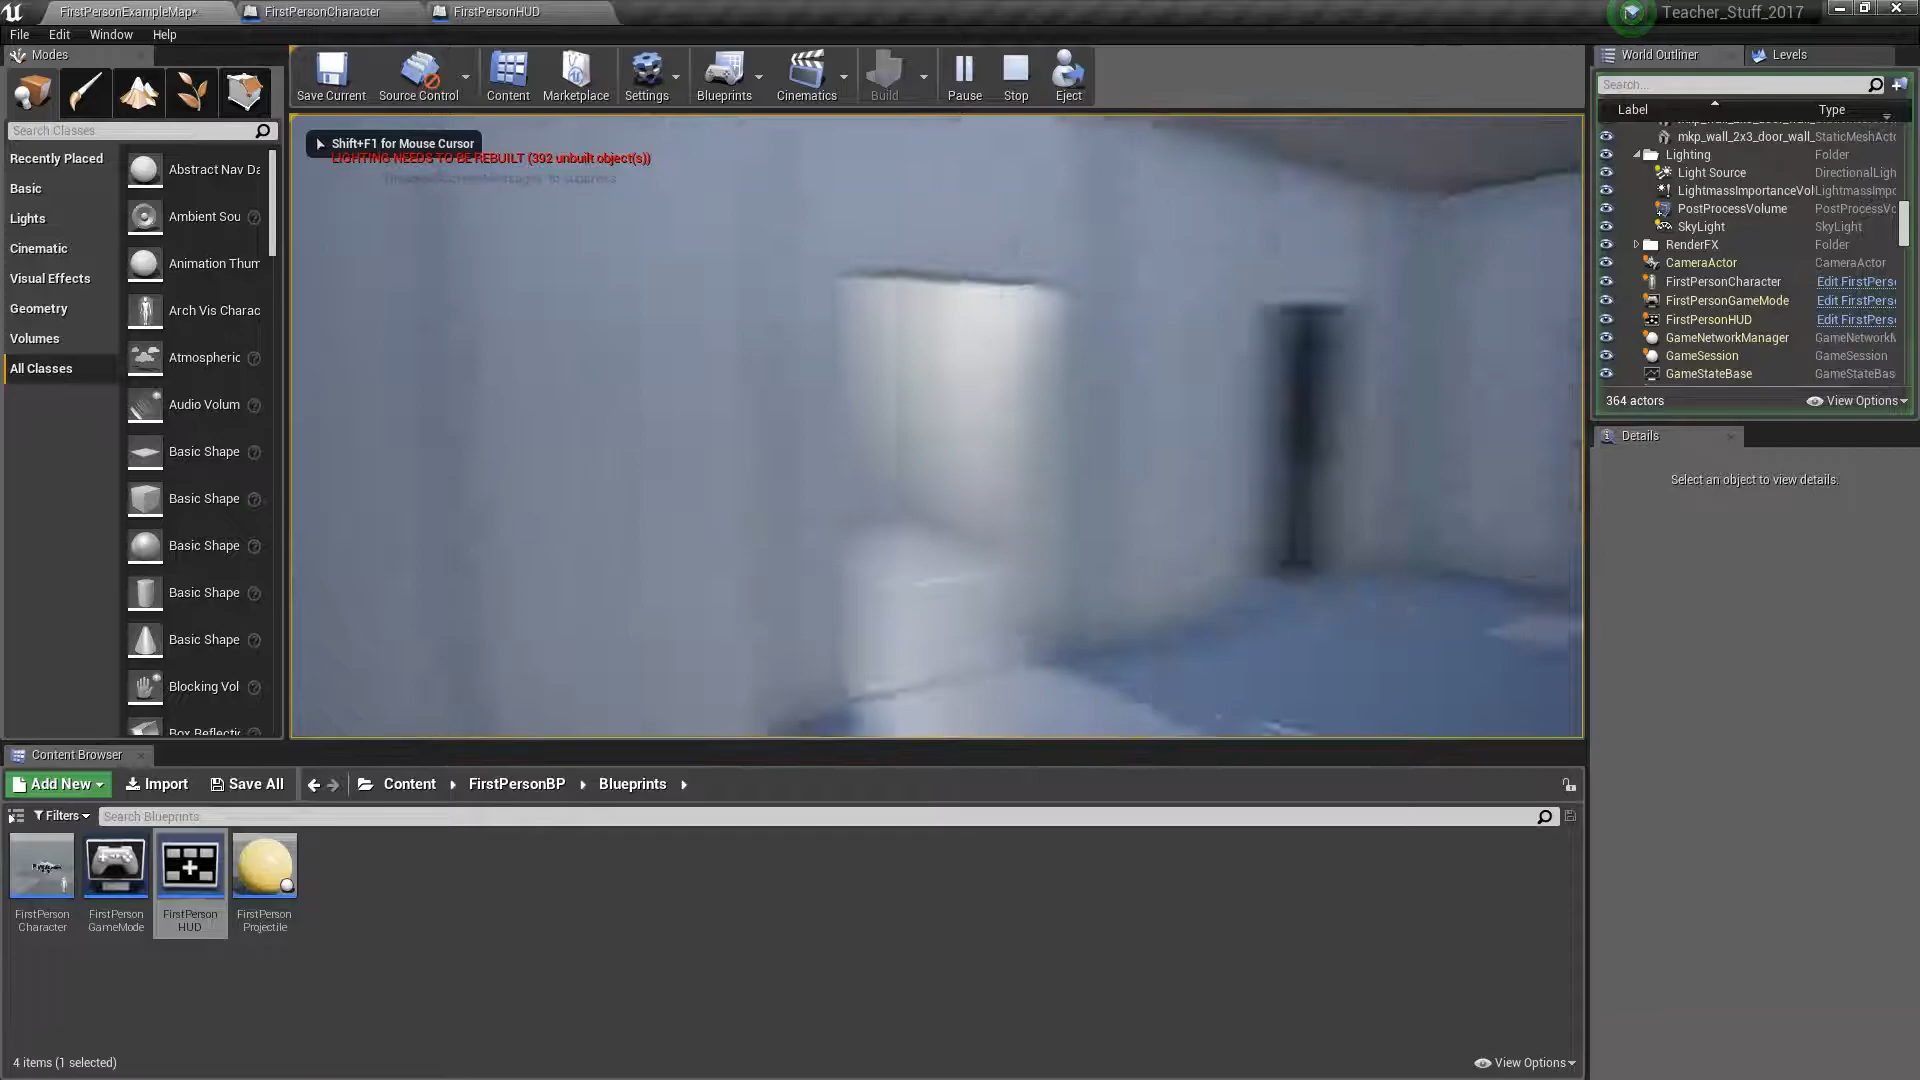 FirstPersonExampleMap*
FirstPersonCharacter
FirstPersonHUD
Teacher_Stuff_2017
File
Edit
Window
Help
Modes
Save Current
Source Control
Content
Marketplace
Settings
Blueprints
Cinematics
Build
Pause
Stop
Eject
World Outliner
Levels
Search...
Label
Type
Search Classes
Recently Placed
Basic
Lights
Cinematic
Visual Effects
Geometry
Volumes
All Classes
Abstract Nav Da
Ambient Sou
Animation Thum
Arch Vis Charac
Atmospheric
Audio Volum
Basic Shape
Basic Shape
Basic Shape
Basic Shape
Basic Shape
Blocking Vol
Box Reflectic
Shift+F1 for Mouse Cursor
LIGHTING NEEDS TO BE REBUILT (392 unbuilt object(s))
mkp_wall_2x3_door_wall_ StaticMeshActo
Lighting Folder
Light Source DirectionalLigh
LightmassImportanceVol LightmassImpo
PostProcessVolume PostProcessVo
SkyLight SkyLight
RenderFX Folder
CameraActor CameraActor
FirstPersonCharacter Edit FirstPerso
FirstPersonGameMode Edit FirstPerso
FirstPersonHUD Edit FirstPerso
GameNetworkManager GameNetworkM
GameSession GameSession
GameStateBase GameStateBas
364 actors
View Options
Details
Select an object to view details.
Content Browser
Add New
Import
Save All
Content
FirstPersonBP
Blueprints
Filters
Search Blueprints
FirstPerson
Character
FirstPerson
GameMode
FirstPerson
HUD
FirstPerson
Projectile
4 items (1 selected)
View Options